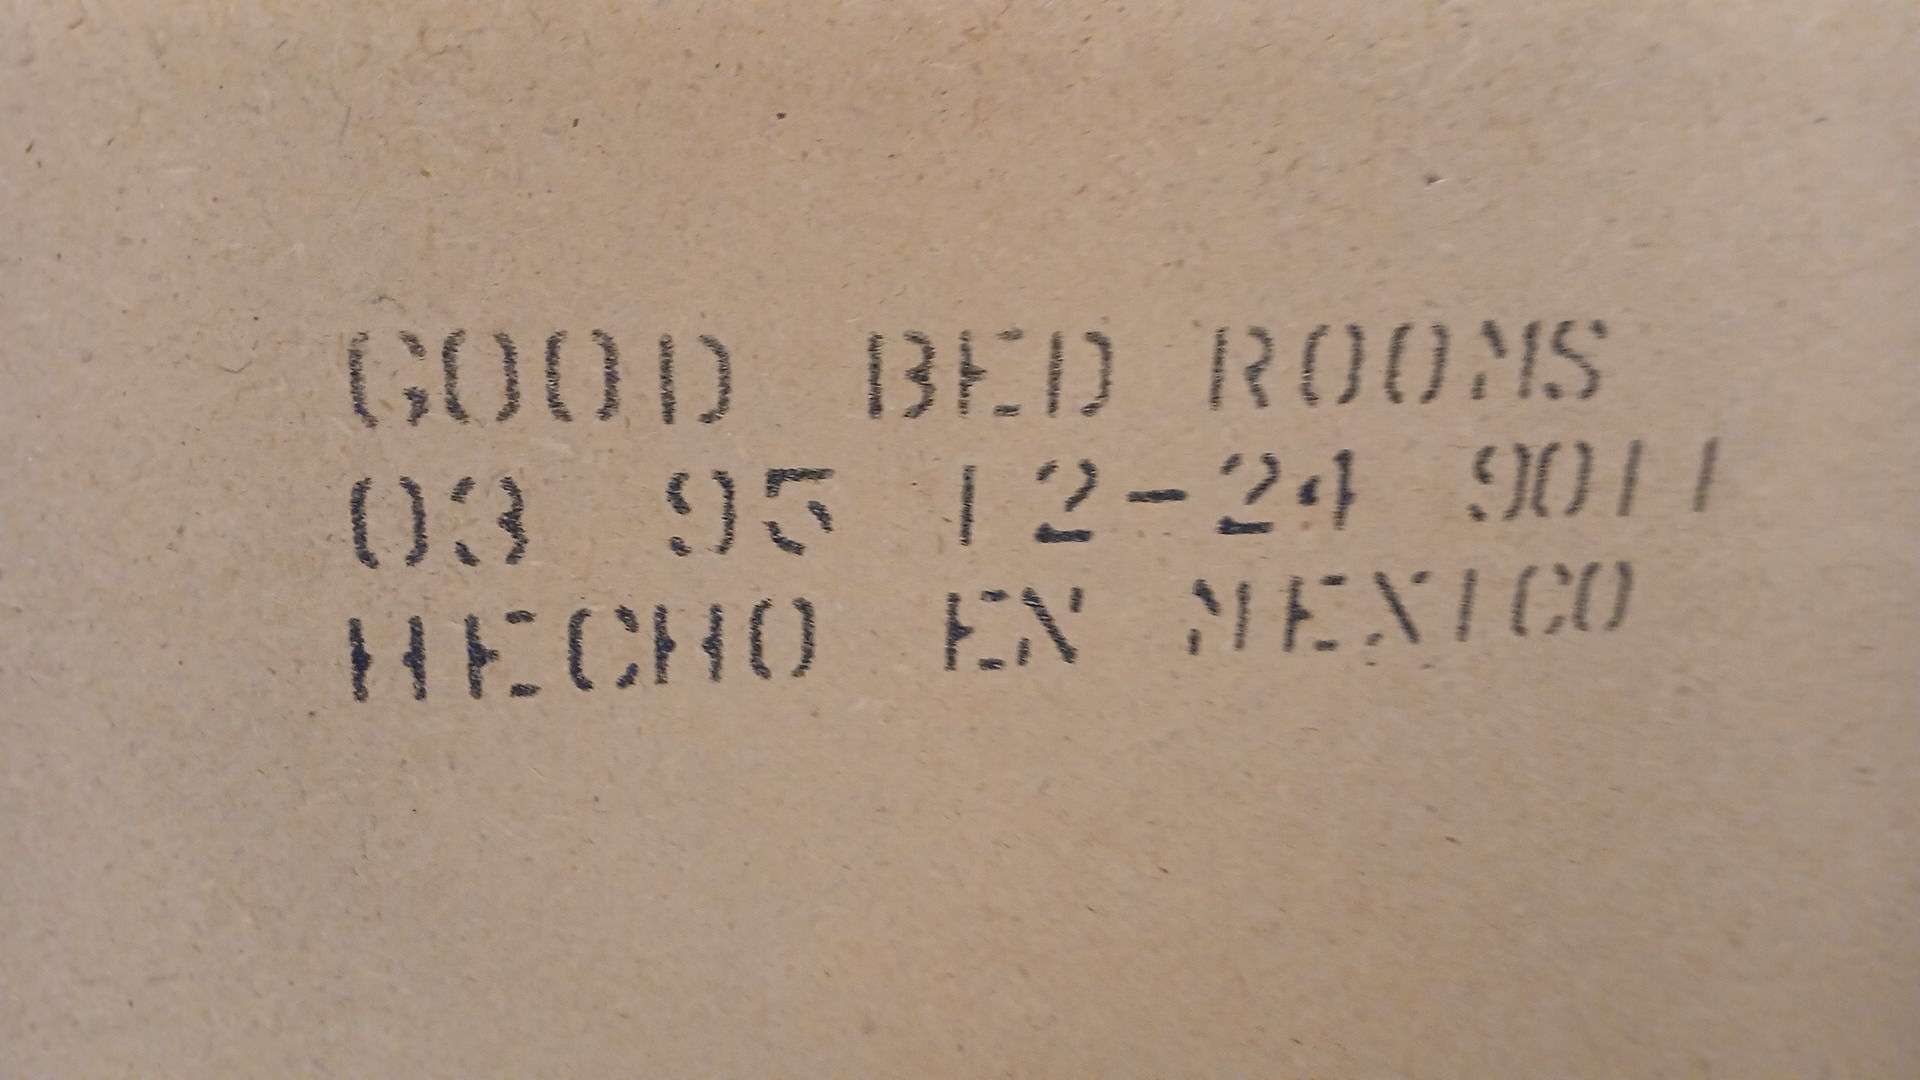 GOOD BED ROOMS
03 95 12-24 9011
HECHO EN MEXICO